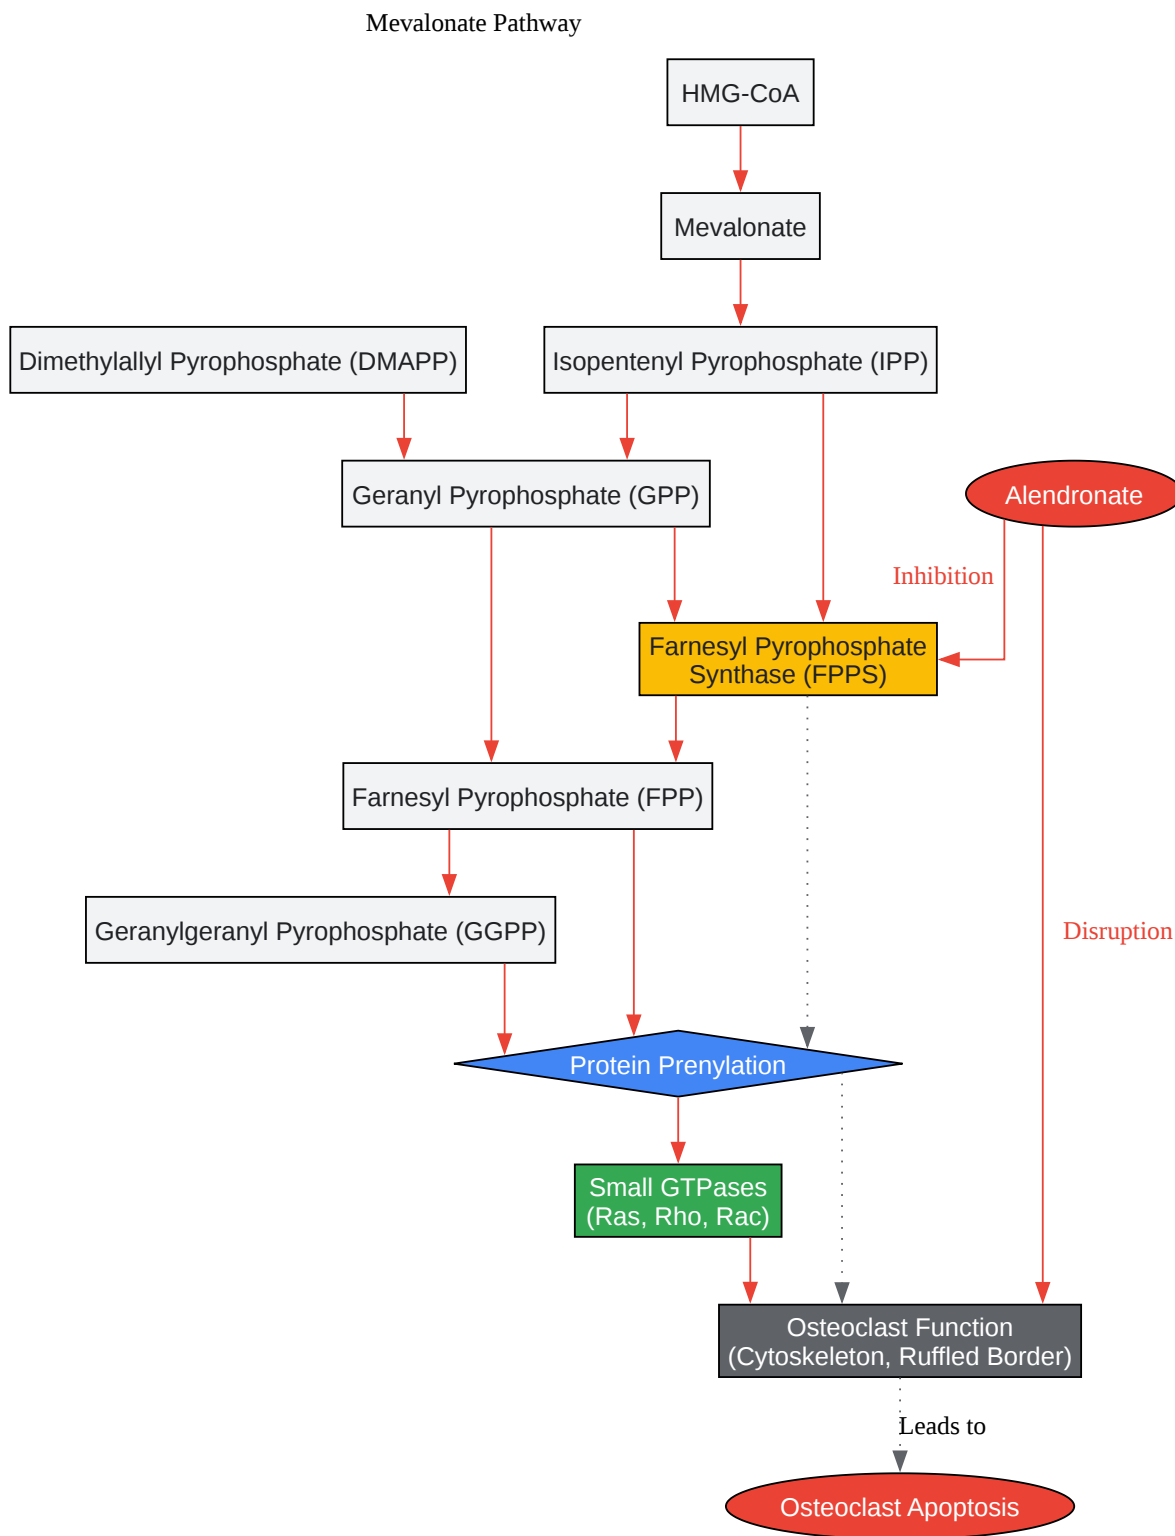 Mevalonate Pathway
HMG-CoA
Mevalonate
Dimethylallyl Pyrophosphate (DMAPP)
Isopentenyl Pyrophosphate (IPP)
Geranyl Pyrophosphate (GPP)
Alendronate
Inhibition
Farnesyl Pyrophosphate
Synthase (FPPS)
Farnesyl Pyrophosphate (FPP)
Geranylgeranyl Pyrophosphate (GGPP)
Disruption
Protein Prenylation
Small GTPases
(Ras, Rho, Rac)
Osteoclast Function
(Cytoskeleton, Ruffled Border)
Leads to
Osteoclast Apoptosis